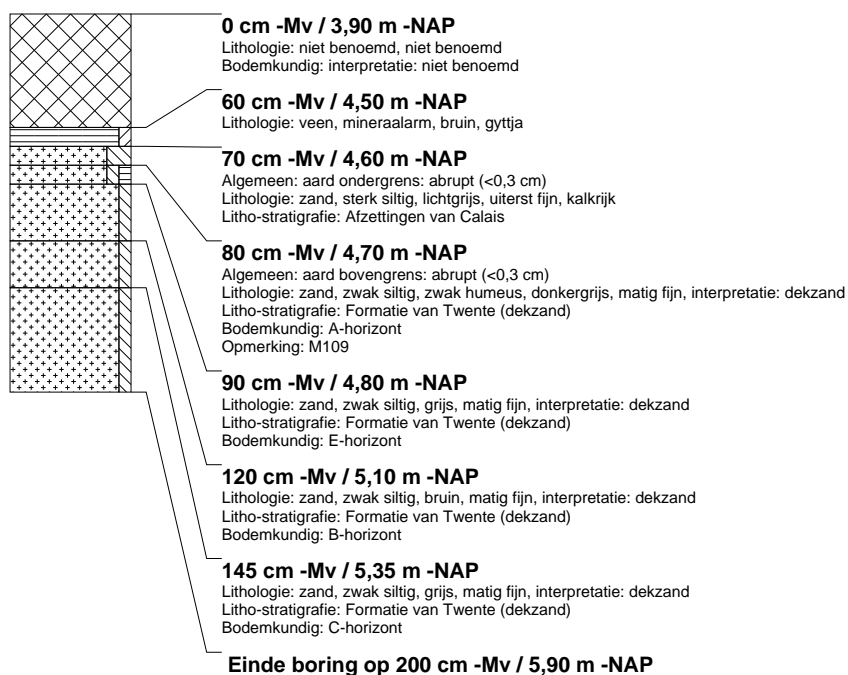 0 cm -Mv / 3,90 m -NAP
Lithologie: niet benoemd, niet benoemd
Bodemkundig: interpretatie: niet benoemd
60 cm -Mv / 4,50 m -NAP
Lithologie: veen, mineraalarm, bruin, gyttja
70 cm -Mv / 4,60 m -NAP
Algemeen: aard ondergrens: abrupt (<0,3 cm)
Lithologie: zand, sterk siltig, lichtgrijs, uiterst fijn, kalkrijk
Litho-stratigrafie: Afzettingen van Calais
80 cm -Mv / 4,70 m -NAP
Algemeen: aard bovengrens: abrupt (<0,3 cm)
Lithologie: zand, zwak siltig, zwak humeus, donkergrijs, matig fijn, interpretatie: dekzand
Litho-stratigrafie: Formatie van Twente (dekzand)
Bodemkundig: A-horizont
Opmerking: M109
90 cm -Mv / 4,80 m -NAP
Lithologie: zand, zwak siltig, grijs, matig fijn, interpretatie: dekzand
Litho-stratigrafie: Formatie van Twente (dekzand)
Bodemkundig: E-horizont
120 cm -Mv / 5,10 m -NAP
Lithologie: zand, zwak siltig, bruin, matig fijn, interpretatie: dekzand
Litho-stratigrafie: Formatie van Twente (dekzand)
Bodemkundig: B-horizont
145 cm -Mv / 5,35 m -NAP
Lithologie: zand, zwak siltig, grijs, matig fijn, interpretatie: dekzand
Litho-stratigrafie: Formatie van Twente (dekzand)
Bodemkundig: C-horizont
Einde boring op 200 cm -Mv / 5,90 m -NAP